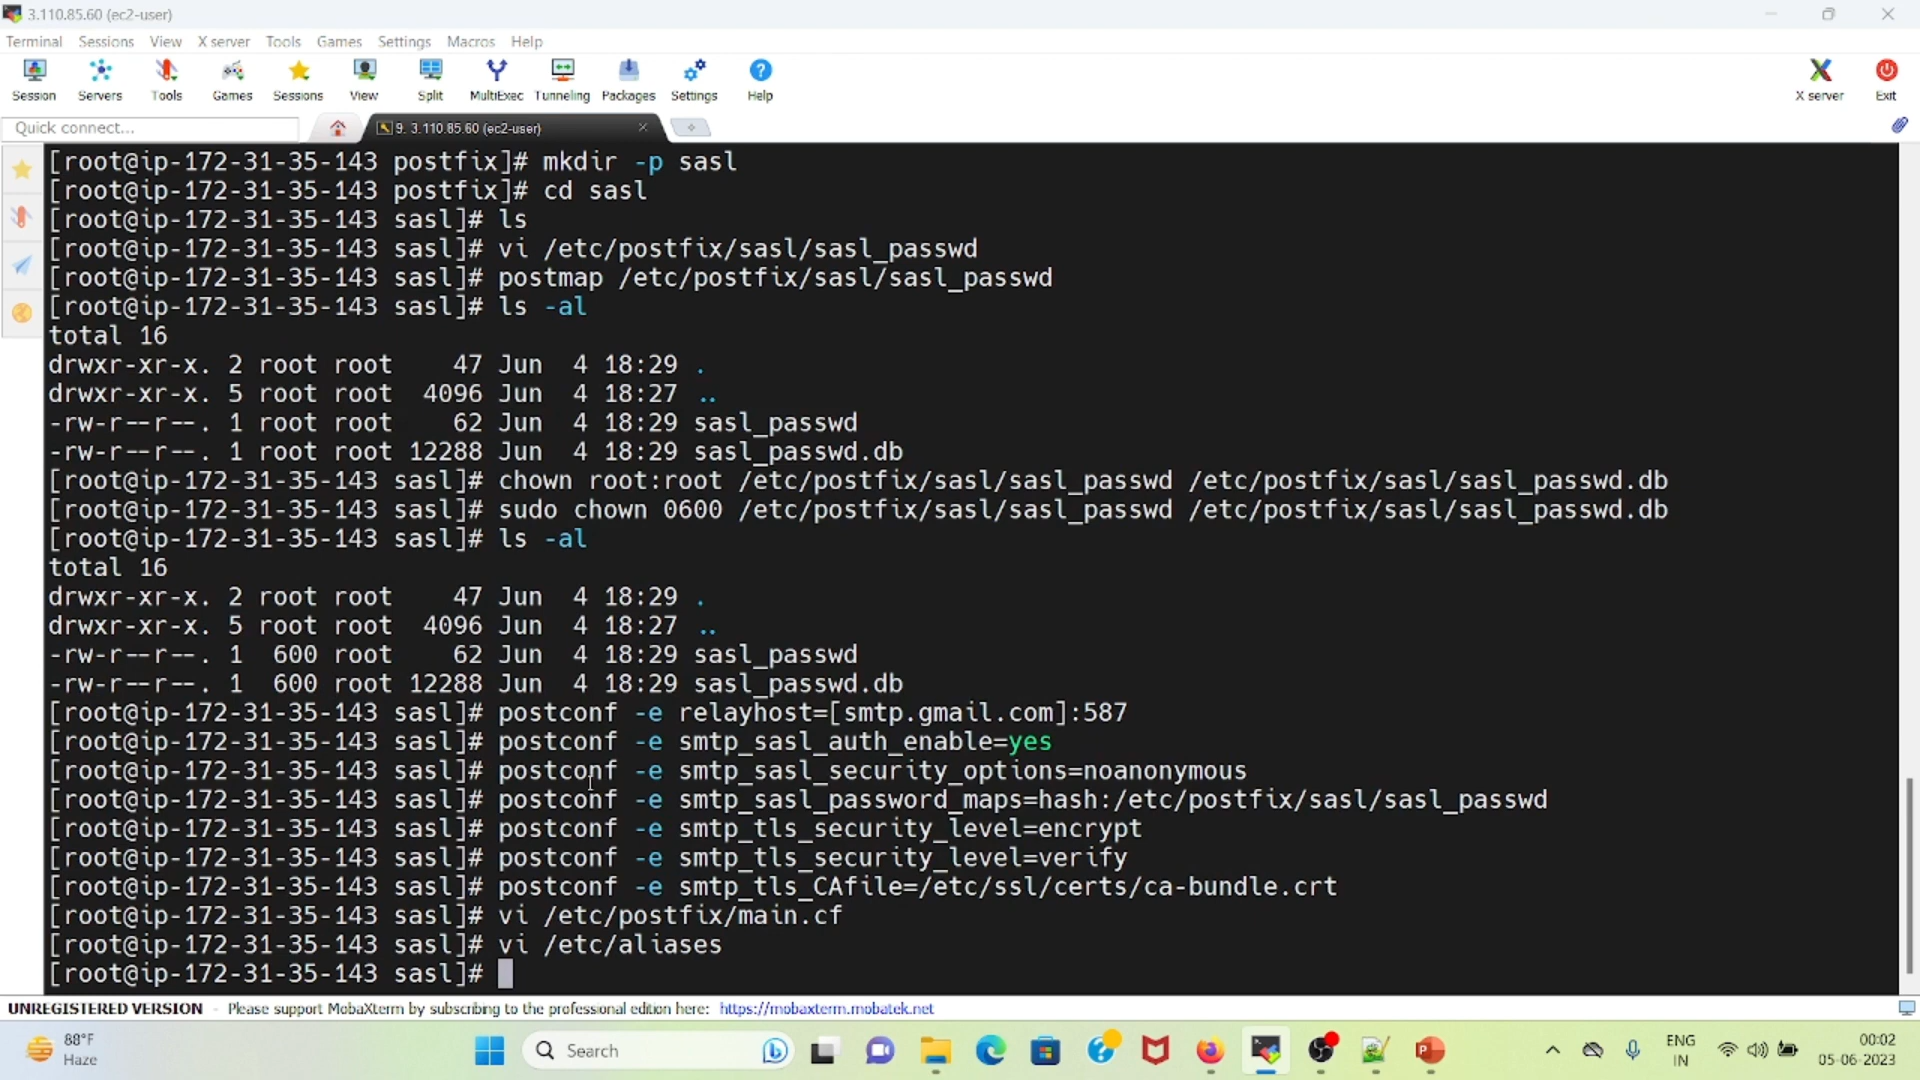 3.110.85.60 (ec2-user)
Terminal Sessions View X server Tools Games Settings Macros Help
Session Servers Tools Games Sessions View Split MultiExec Tunneling Packages Settings Help X server Exit
Quick connect... 9. 3.110.85.60 (ec2-user)
[root@ip-172-31-35-143 postfix]# mkdir -p sasl
[root@ip-172-31-35-143 postfix]# cd sasl
[root@ip-172-31-35-143 sasl]# ls
[root@ip-172-31-35-143 sasl]# vi /etc/postfix/sasl/sasl_passwd
[root@ip-172-31-35-143 sasl]# postmap /etc/postfix/sasl/sasl_passwd
[root@ip-172-31-35-143 sasl]# ls -al
total 16
drwxr-xr-x. 2 root root 47 Jun 4 18:29 .
drwxr-xr-x. 5 root root 4096 Jun 4 18:27 ..
-rw-r--r--. 1 root root 62 Jun 4 18:29 sasl_passwd
-rw-r--r--. 1 root root 12288 Jun 4 18:29 sasl_passwd.db
[root@ip-172-31-35-143 sasl]# chown root:root /etc/postfix/sasl/sasl_passwd /etc/postfix/sasl/sasl_passwd.db
[root@ip-172-31-35-143 sasl]# sudo chown 0600 /etc/postfix/sasl/sasl_passwd /etc/postfix/sasl/sasl_passwd.db
[root@ip-172-31-35-143 sasl]# ls -al
total 16
drwxr-xr-x. 2 root root 47 Jun 4 18:29 .
drwxr-xr-x. 5 root root 4096 Jun 4 18:27 ..
-rw-r--r--. 1 600 root 62 Jun 4 18:29 sasl_passwd
-rw-r--r--. 1 600 root 12288 Jun 4 18:29 sasl_passwd.db
[root@ip-172-31-35-143 sasl]# postconf -e relayhost=[smtp.gmail.com]:587
[root@ip-172-31-35-143 sasl]# postconf -e smtp_sasl_auth_enable=yes
[root@ip-172-31-35-143 sasl]# postconf -e smtp_sasl_security_options=noanonymous
[root@ip-172-31-35-143 sasl]# postconf -e smtp_sasl_password_maps=hash:/etc/postfix/sasl/sasl_passwd
[root@ip-172-31-35-143 sasl]# postconf -e smtp_tls_security_level=encrypt
[root@ip-172-31-35-143 sasl]# postconf -e smtp_tls_security_level=verify
[root@ip-172-31-35-143 sasl]# postconf -e smtp_tls_CAfile=/etc/ssl/certs/ca-bundle.crt
[root@ip-172-31-35-143 sasl]# vi /etc/postfix/main.cf
[root@ip-172-31-35-143 sasl]# vi /etc/aliases
[root@ip-172-31-35-143 sasl]#
UNREGISTERED VERSION - Please support MobaXterm by subscribing to the professional edition here: https://mobaxterm.mobatek.net
88°F
Haze
Search
ENG
IN
00:02
05-06-2023